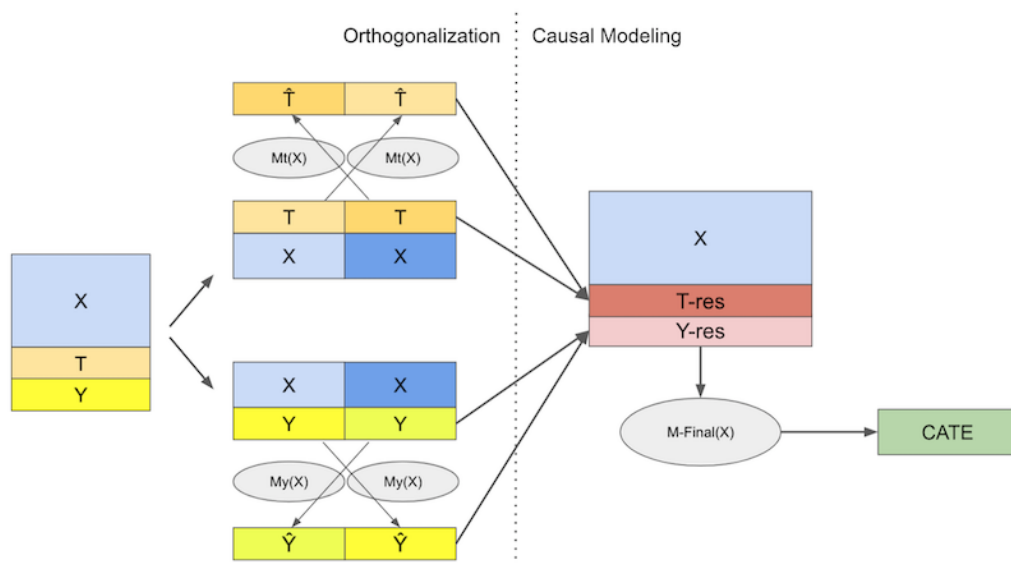 Orthogonalization
Causal Modeling
T̂ T̂
Mt(X) Mt(X)
T T
X X
X
T
Y
X X
Y Y
My(X) My(X)
Ŷ Ŷ
X
T-res
Y-res
M-Final(X)
CATE